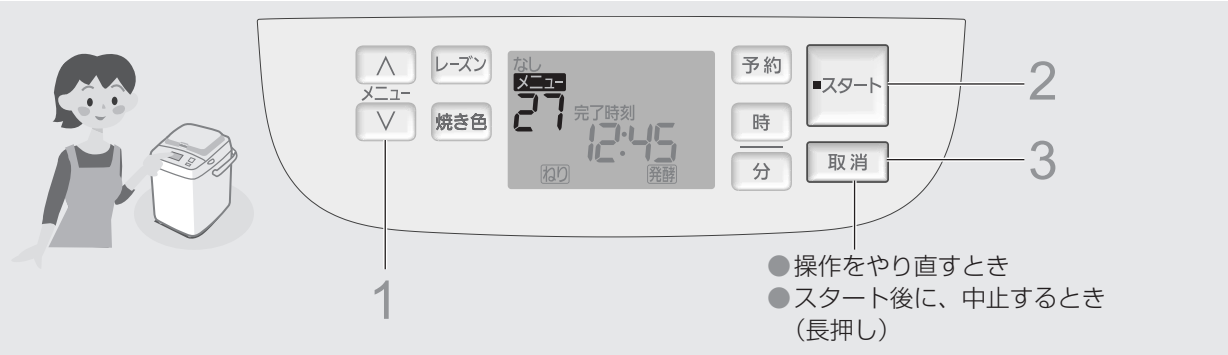 ∧
メニュー
∨
レーズン
焼き色
なし
メニュー
27
完了時刻
12:45
ねり
発酵
予約
時
分
■スタート
取消
1
2
3
●操作をやり直すとき
●スタート後に、中止するとき
（長押し）